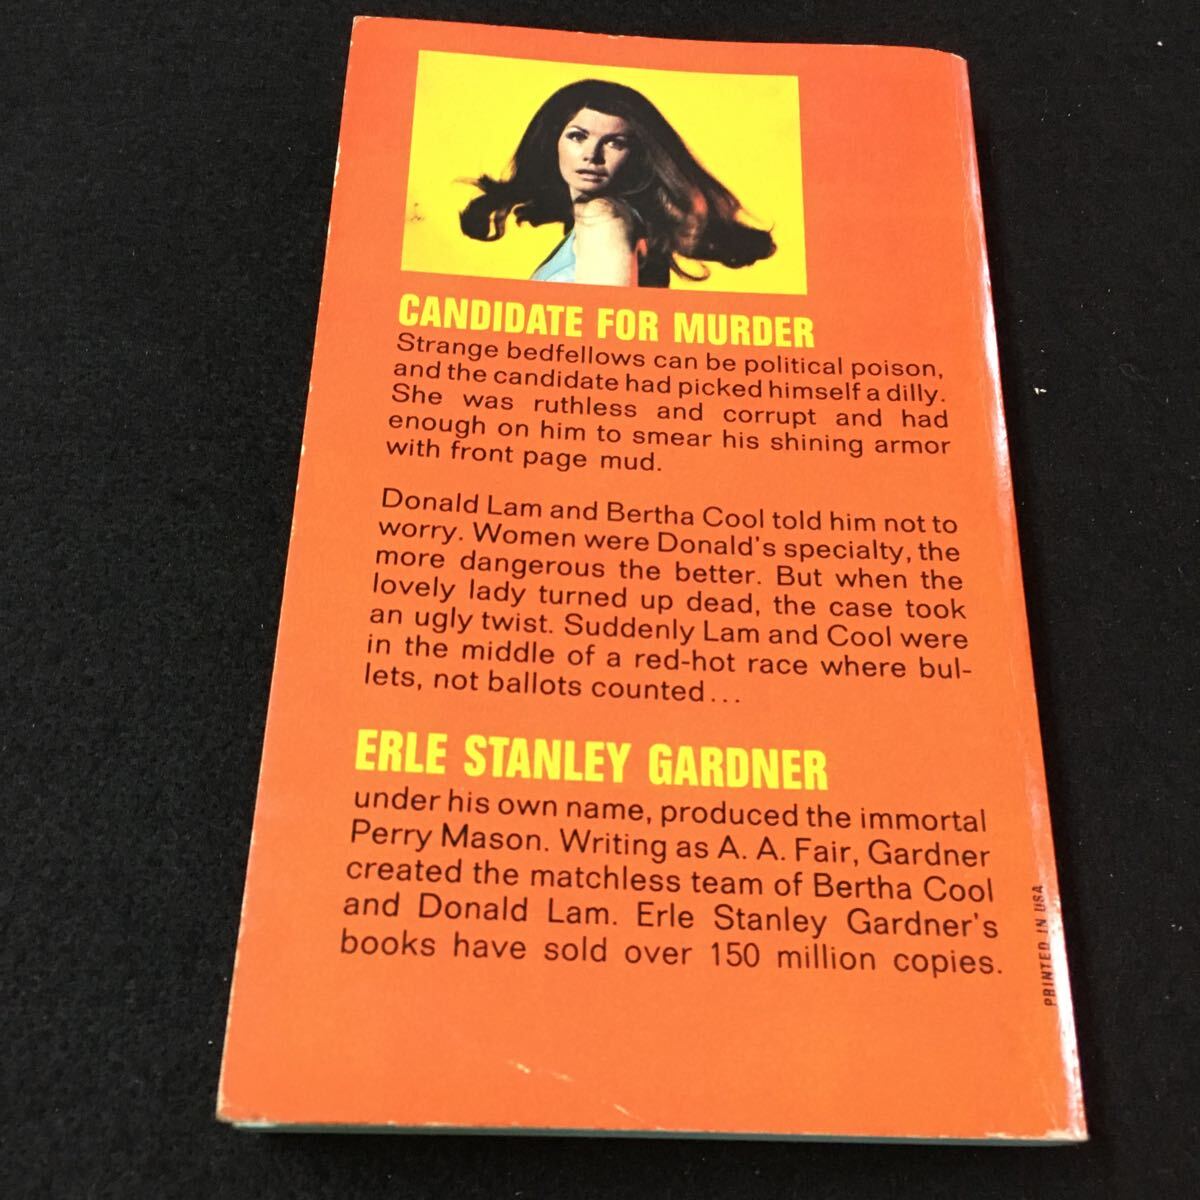 CANDIDATE FOR MURDER
Strange bedfellows can be political poison,
and the candidate had picked himself a dilly.
She was ruthless and corrupt and had
enough on him to smear his shining armor
with front page mud.
Donald Lam and Bertha Cool told him not to
worry. Women were Donald's specialty, the
more dangerous the better. But when the
lovely lady turned up dead, the case took
an ugly twist. Suddenly Lam and Cool were
in the middle of a red-hot race where bul-
lets, not ballots counted...
ERLE STANLEY GARDNER
under his own name, produced the immortal
Perry Mason. Writing as A. A. Fair, Gardner
created the matchless team of Bertha Cool
and Donald Lam. Erle Stanley Gardner's
books have sold over 150 million copies.
PRINTED IN USA